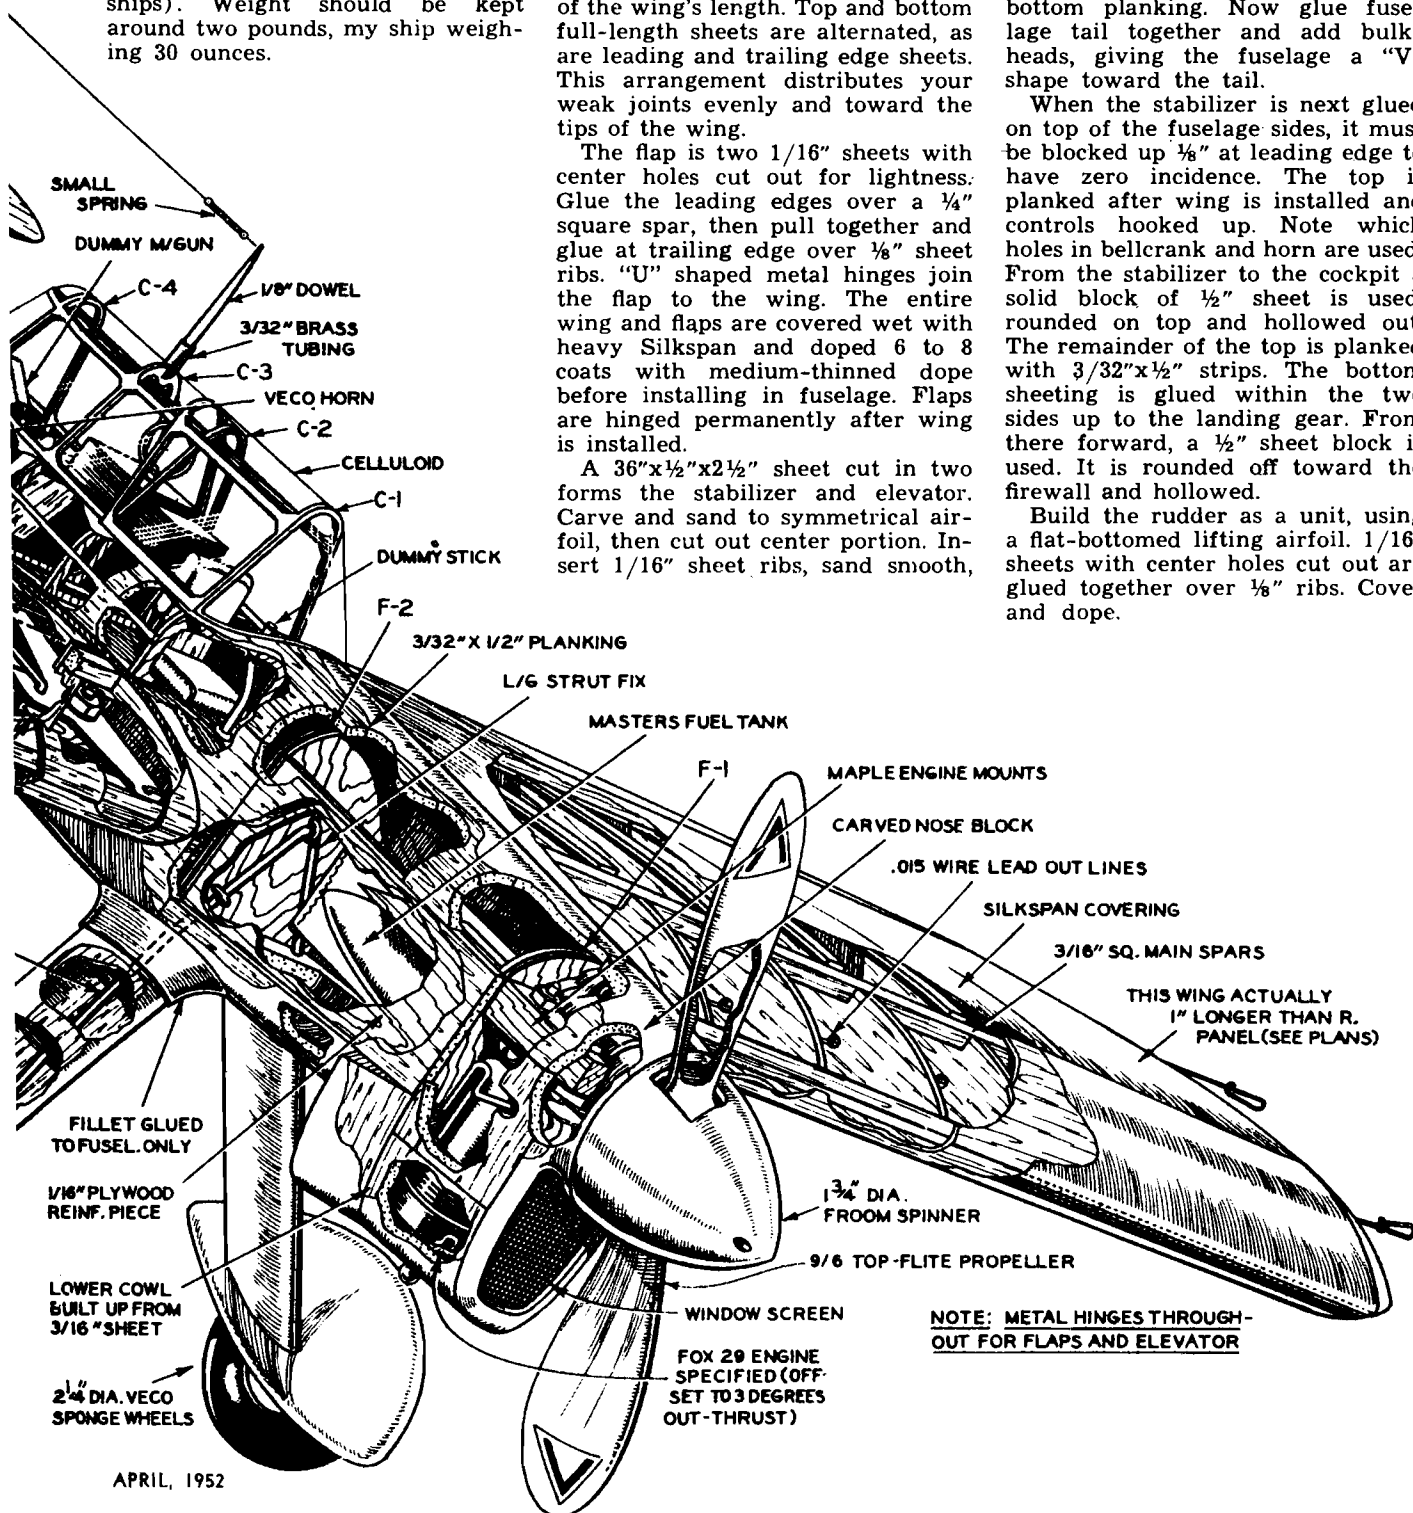 ships). Weight should be kept
around two pounds, my ship weigh-
ing 30 ounces.
of the wing's length. Top and bottom
full-length sheets are alternated, as
are leading and trailing edge sheets.
This arrangement distributes your
weak joints evenly and toward the
tips of the wing.
The flap is two 1/16" sheets with
center holes cut out for lightness.
Glue the leading edges over a ¼"
square spar, then pull together and
glue at trailing edge over ⅛" sheet
ribs. "U" shaped metal hinges join
the flap to the wing. The entire
wing and flaps are covered wet with
heavy Silkspan and doped 6 to 8
coats with medium-thinned dope
before installing in fuselage. Flaps
are hinged permanently after wing
is installed.
A 36"x½"x2½" sheet cut in two
forms the stabilizer and elevator.
Carve and sand to symmetrical air-
foil, then cut out center portion. In-
sert 1/16" sheet ribs, sand smooth,
bottom planking. Now glue fuse
lage tail together and add bulk
heads, giving the fuselage a "V
shape toward the tail.
When the stabilizer is next glue
on top of the fuselage sides, it mus
be blocked up ⅛" at leading edge t
have zero incidence. The top i
planked after wing is installed an
controls hooked up. Note which
holes in bellcrank and horn are used
From the stabilizer to the cockpit
solid block of ½" sheet is used
rounded on top and hollowed out
The remainder of the top is planke
with 3/32"x½" strips. The bottom
sheeting is glued within the tw
sides up to the landing gear. From
there forward, a ½" sheet block i
used. It is rounded off toward th
firewall and hollowed.
Build the rudder as a unit, using
a flat-bottomed lifting airfoil. 1/16
sheets with center holes cut out ar
glued together over ⅛" ribs. Cove
and dope.
SMALL
SPRING
DUMMY M/GUN
C-4
1/8" DOWEL
3/32" BRASS
TUBING
C-3
VECO HORN
C-2
CELLULOID
C-1
DUMMY STICK
F-2
3/32" X 1/2" PLANKING
L/G STRUT FIX
MASTERS FUEL TANK
F-1
MAPLE ENGINE MOUNTS
CARVED NOSE BLOCK
.015 WIRE LEAD OUT LINES
SILKSPAN COVERING
3/16" SQ. MAIN SPARS
THIS WING ACTUALLY
1" LONGER THAN R.
PANEL (SEE PLANS)
FILLET GLUED
TO FUSEL. ONLY
1/16" PLYWOOD
REINF. PIECE
LOWER COWL
BUILT UP FROM
3/16" SHEET
2¼" DIA. VECO
SPONGE WHEELS
1¾" DIA.
FROOM SPINNER
9/6 TOP-FLITE PROPELLER
WINDOW SCREEN
FOX 29 ENGINE
SPECIFIED (OFF-
SET TO 3 DEGREES
OUT-THRUST)
NOTE: METAL HINGES THROUGH-
OUT FOR FLAPS AND ELEVATOR
APRIL, 1952